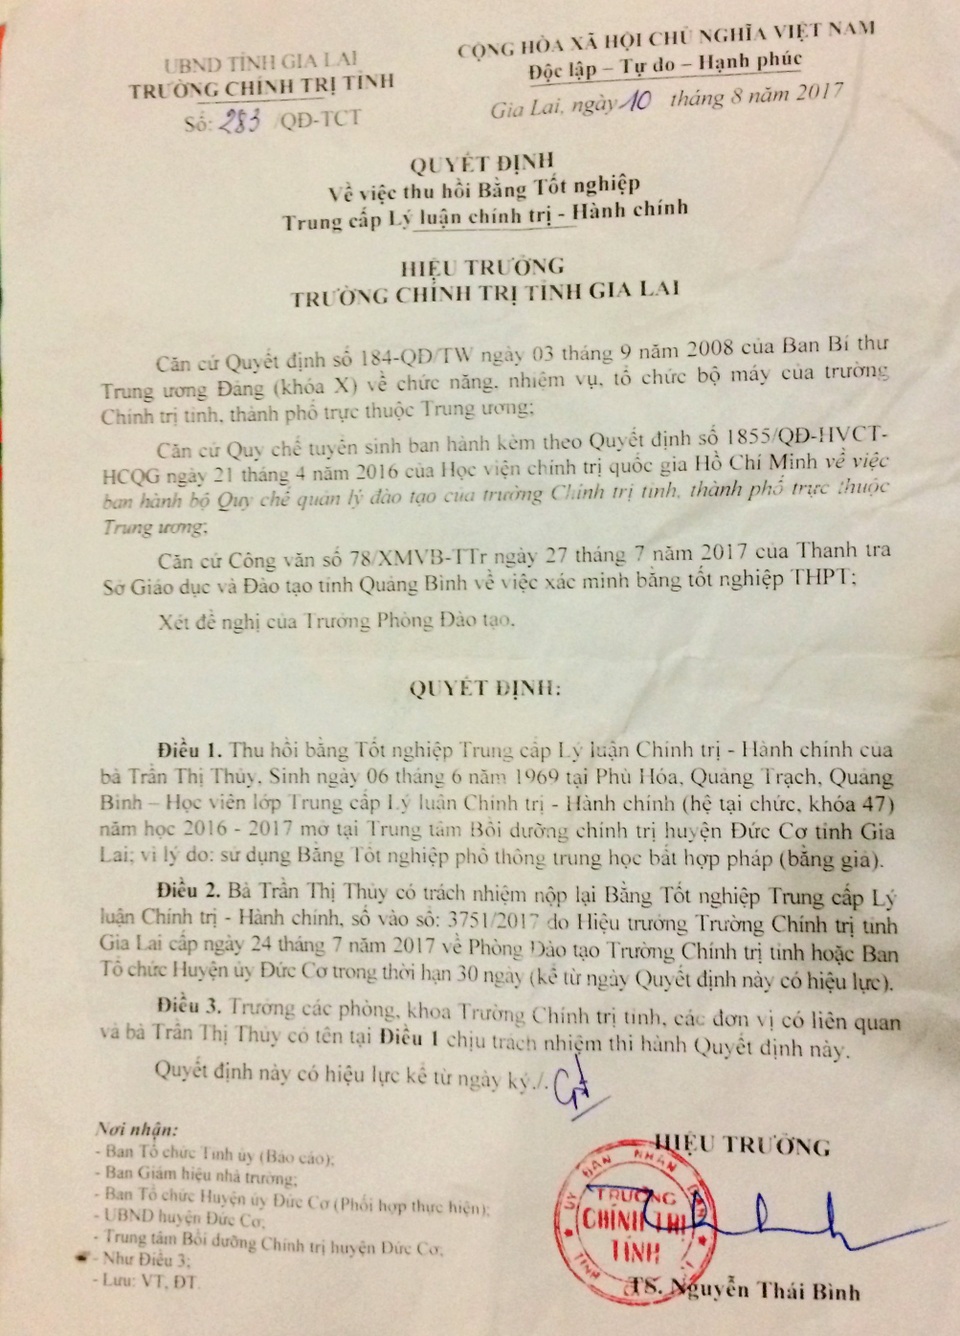 UBND TỈNH GIA LAI
TRƯỜNG CHÍNH TRỊ TỈNH
Số: 283 /QĐ-TCT
CỘNG HÒA XÃ HỘI CHỦ NGHĨA VIỆT NAM
Độc lập – Tự do – Hạnh phúc
Gia Lai, ngày 10 tháng 8 năm 2017
QUYẾT ĐỊNH
Về việc thu hồi Bằng Tốt nghiệp
Trung cấp Lý luận chính trị - Hành chính
HIỆU TRƯỞNG
TRƯỜNG CHÍNH TRỊ TỈNH GIA LAI
Căn cứ Quyết định số 184-QD/TW ngày 03 tháng 9 năm 2008 của Ban Bí thư
Trung ương Đảng (khóa X) về chức năng, nhiệm vụ, tổ chức bộ máy của trường
Chính trị tỉnh, thành phố trực thuộc Trung ương;
Căn cứ Quy chế tuyển sinh ban hành kèm theo Quyết định số 1855/QĐ-HVCT-
HCQG ngày 21 tháng 4 năm 2016 của Học viện chính trị quốc gia Hồ Chí Minh về việc
ban hành bộ Quy chế quản lý đào tạo của trường Chính trị tỉnh, thành phố trực thuộc
Trung ương;
Căn cứ Công văn số 78/XMVB-TTr ngày 27 tháng 7 năm 2017 của Thanh tra
Sở Giáo dục và Đào tạo tỉnh Quảng Bình về việc xác minh bằng tốt nghiệp THPT;
Xét đề nghị của Trưởng Phòng Đào tạo.
QUYẾT ĐỊNH:
Điều 1. Thu hồi bằng Tốt nghiệp Trung cấp Lý luận Chính trị - Hành chính của
bà Trần Thị Thủy, Sinh ngày 06 tháng 6 năm 1969 tại Phù Hóa, Quảng Trạch, Quảng
Bình – Học viên lớp Trung cấp Lý luận Chính trị - Hành chính (hệ tại chức, khóa 47)
năm học 2016 - 2017 mở tại Trung tâm Bồi dưỡng chính trị huyện Đức Cơ tỉnh Gia
Lai; vì lý do: sử dụng Bằng Tốt nghiệp phổ thông trung học bất hợp pháp (bằng giả).
Điều 2. Bà Trần Thị Thủy có trách nhiệm nộp lại Bằng Tốt nghiệp Trung cấp Lý
luận Chính trị - Hành chính, số vào sổ: 3751/2017 do Hiệu trưởng Trường Chính trị tỉnh
Gia Lai cấp ngày 24 tháng 7 năm 2017 về Phòng Đào tạo Trường Chính trị tỉnh hoặc Ban
Tổ chức Huyện ủy Đức Cơ trong thời hạn 30 ngày (kể từ ngày Quyết định này có hiệu lực).
Điều 3. Trưởng các phòng, khoa Trường Chính trị tỉnh, các đơn vị có liên quan
và bà Trần Thị Thủy có tên tại Điều 1 chịu trách nhiệm thi hành Quyết định này.
Quyết định này có hiệu lực kể từ ngày ký./.
Nơi nhận:
- Ban Tổ chức Tỉnh ủy (Báo cáo);
- Ban Giám hiệu nhà trường;
- Ban Tổ chức Huyện ủy Đức Cơ (Phối hợp thực hiện);
- UBND huyện Đức Cơ;
- Trung tâm Bồi dưỡng Chính trị huyện Đức Cơ;
- Như Điều 3;
- Lưu: VT, ĐT.
HIỆU TRƯỞNG
ỦY BAN NHÂN DÂN
TRƯỜNG
CHÍNH TRỊ
TỈNH
TỈNH
TS. Nguyễn Thái Bình